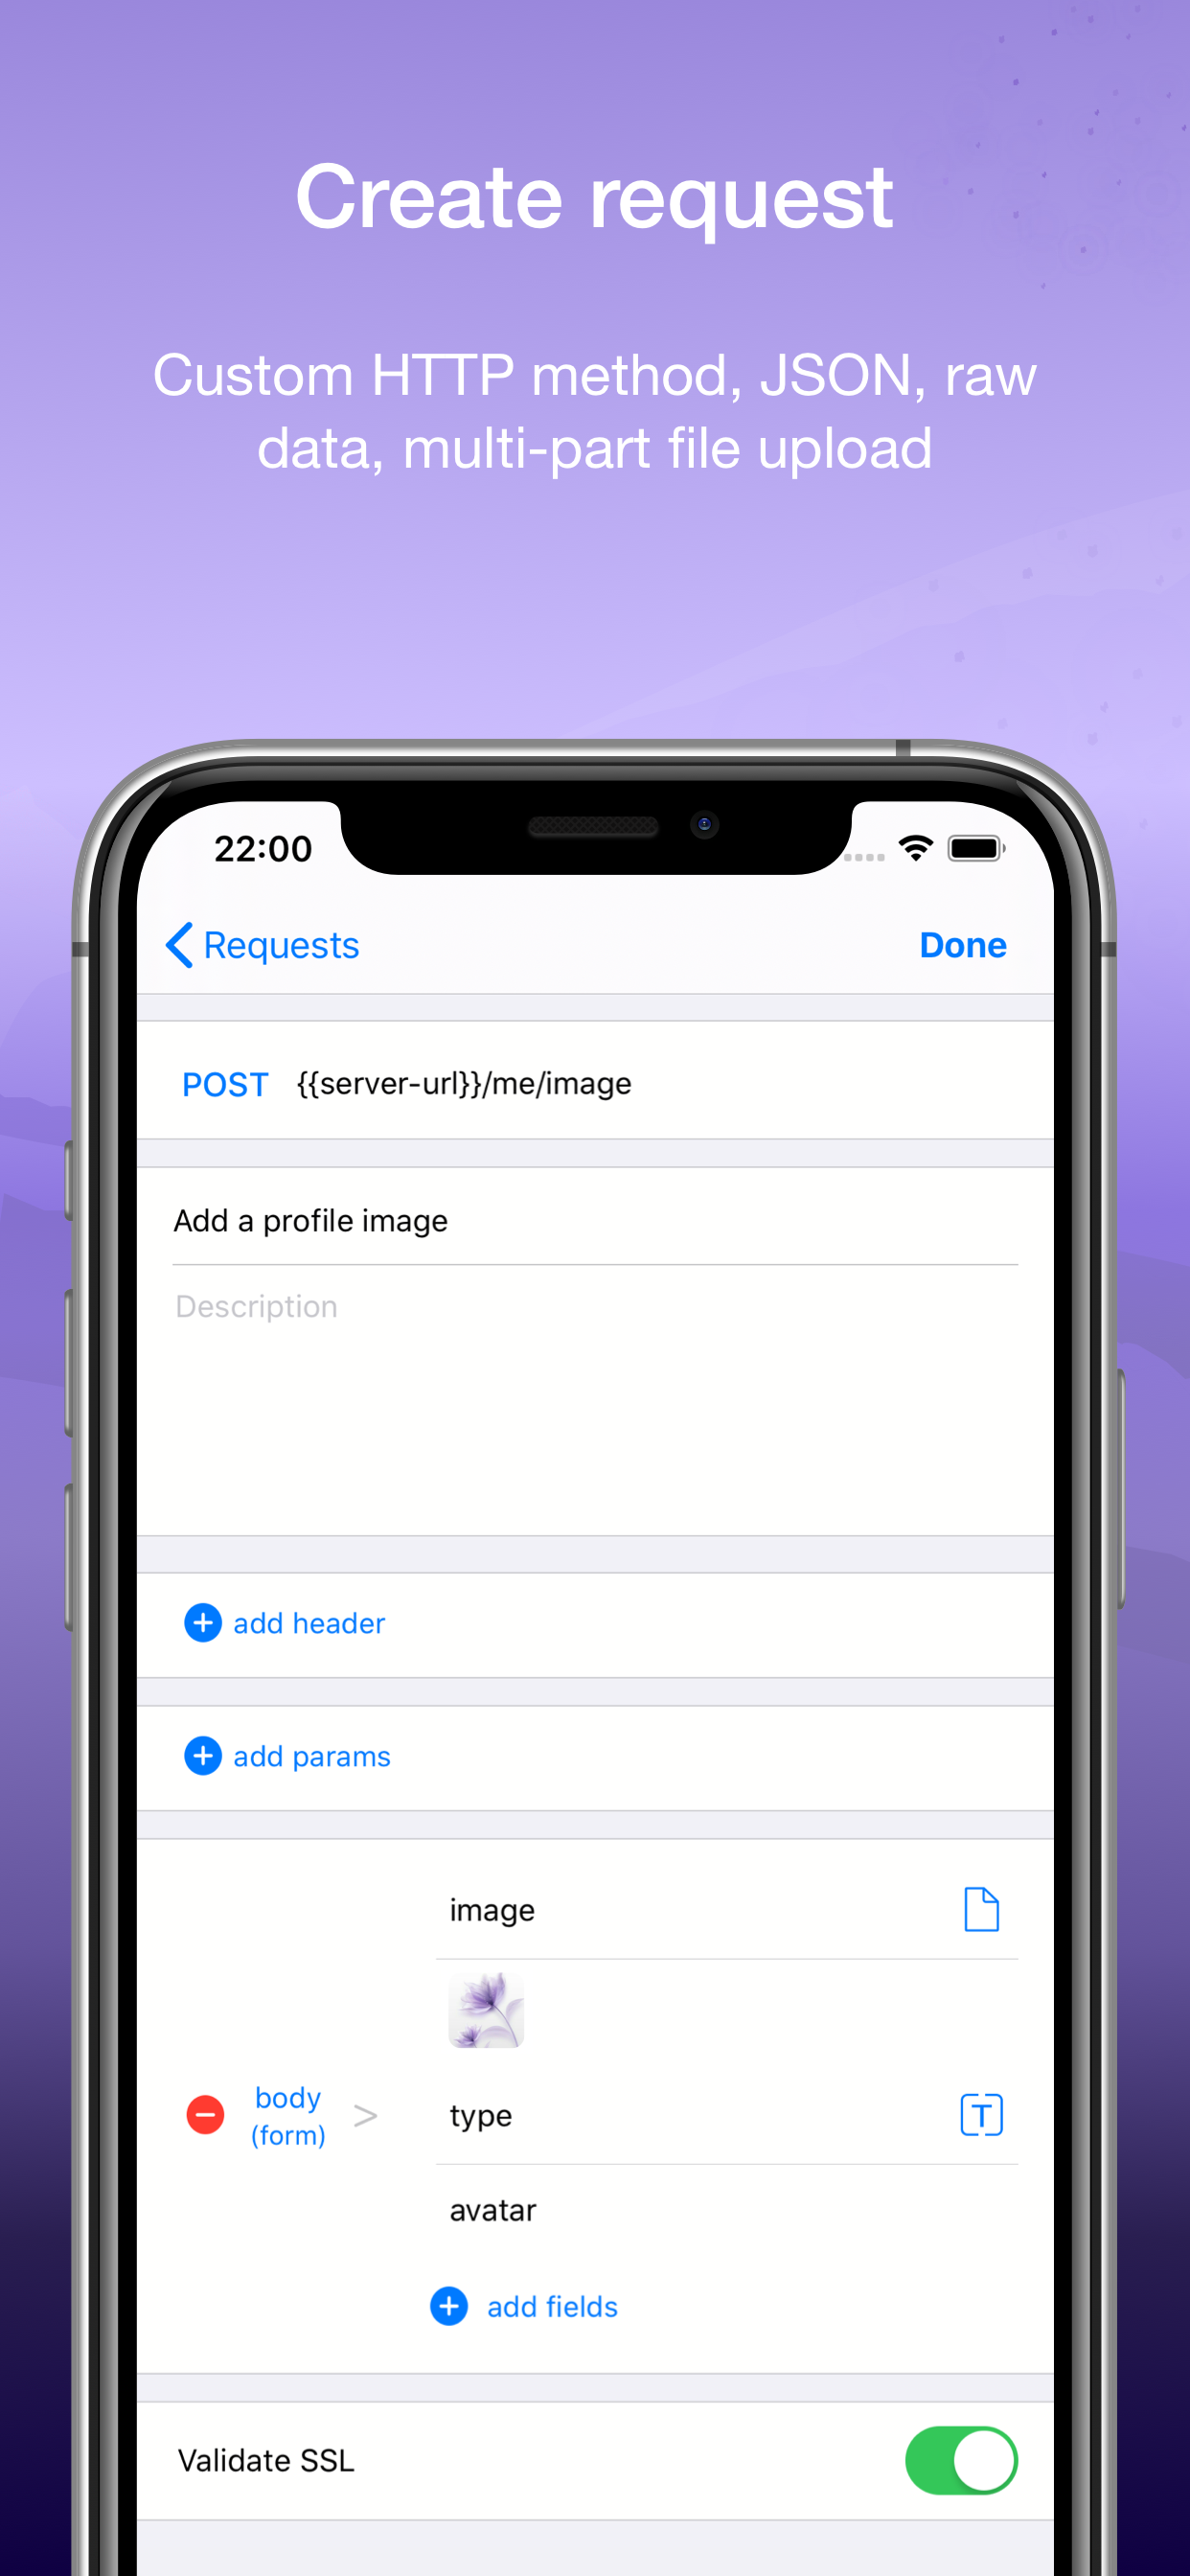 Create request
Custom HTTP method, JSON, raw
data, multi-part file upload
22:00
Requests
Done
POST {{server-url}}/me/image
Add a profile image
Description
add header
add params
image
body
(form)
>
type
T
avatar
add fields
Validate SSL